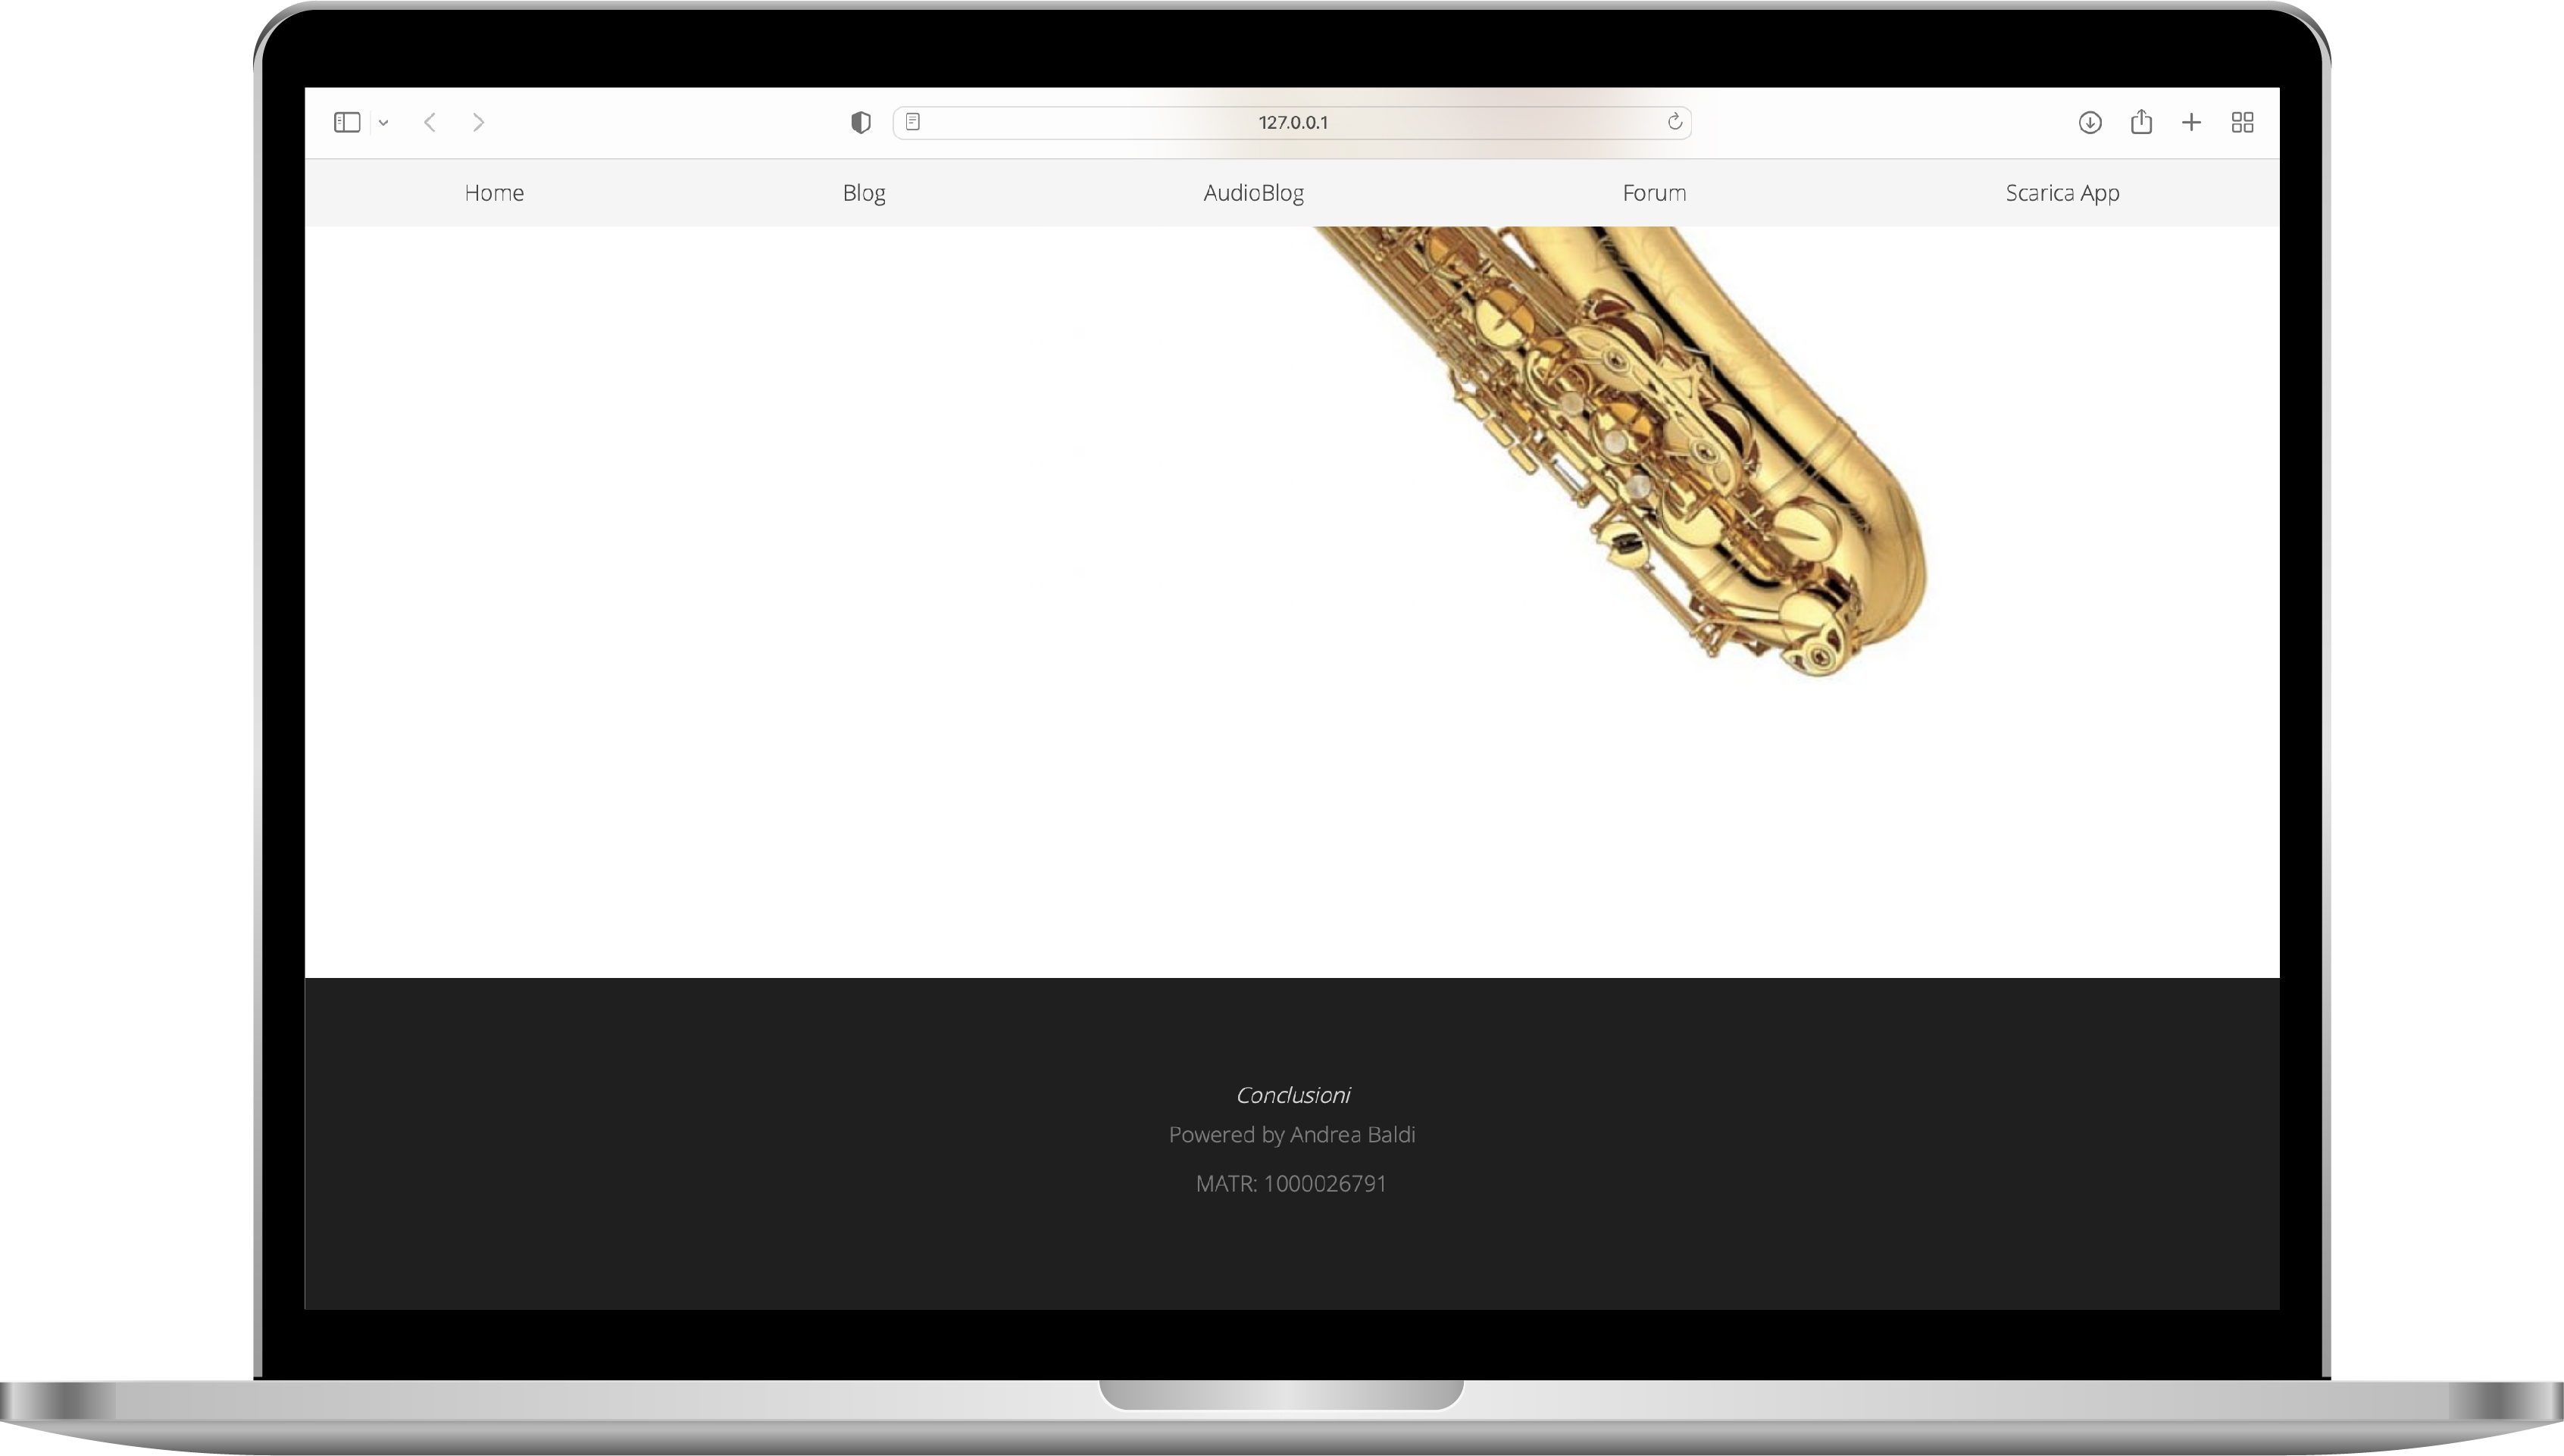 127.0.0.1
Home Blog AudioBlog Forum Scarica App
Conclusioni
Powered by Andrea Baldi
MATR: 1000026791